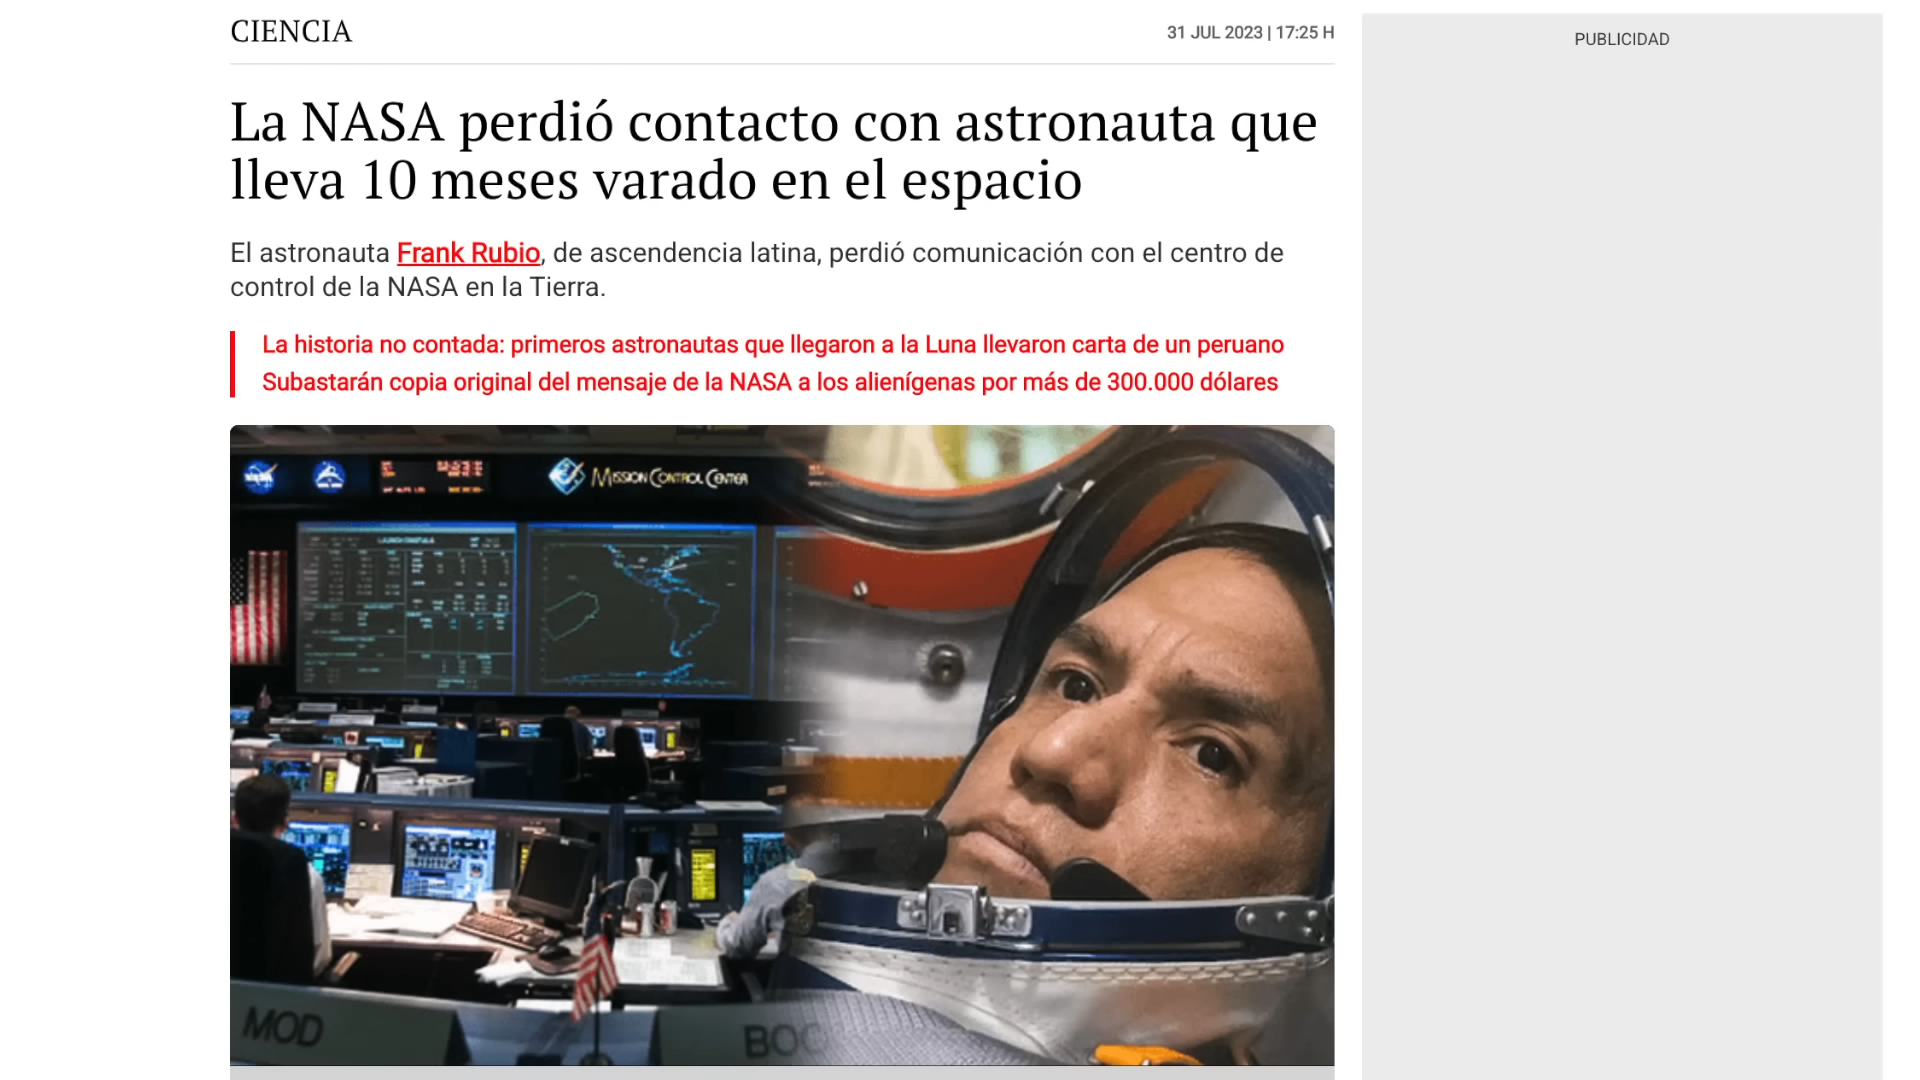 CIENCIA
31 JUL 2023 | 17:25 H
PUBLICIDAD
La NASA perdió contacto con astronauta que
lleva 10 meses varado en el espacio
El astronauta Frank Rubio, de ascendencia latina, perdió comunicación con el centro de
control de la NASA en la Tierra.
La historia no contada: primeros astronautas que llegaron a la Luna llevaron carta de un peruano
Subastarán copia original del mensaje de la NASA a los alienígenas por más de 300.000 dólares
MISSION CONTROL CENTER
MOD